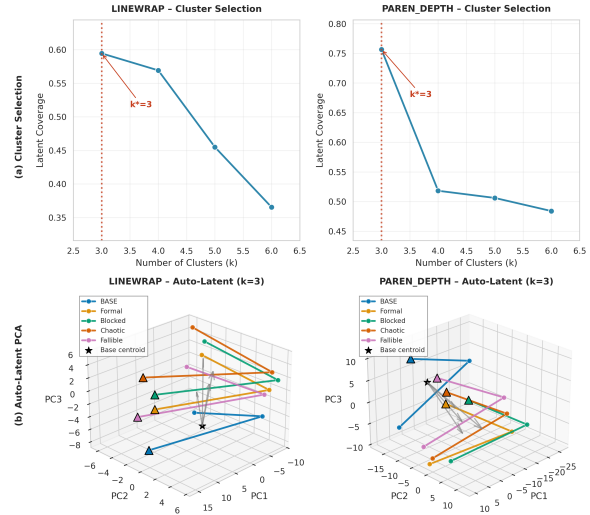 LINEWRAP – Cluster Selection
PAREN_DEPTH – Cluster Selection
(a) Cluster Selection
Latent Coverage
0.60
0.55
0.50
0.45
0.40
0.35
k*=3
2.5 3.0 3.5 4.0 4.5 5.0 5.5 6.0 6.5
Number of Clusters (k)
Latent Coverage
0.80
0.75
0.70
0.65
0.60
0.55
0.50
0.45
k*=3
2.5 3.0 3.5 4.0 4.5 5.0 5.5 6.0 6.5
Number of Clusters (k)
LINEWRAP – Auto-Latent (k=3)
PAREN_DEPTH – Auto-Latent (k=3)
(b) Auto-Latent PCA
BASE
Formal
Blocked
Chaotic
Fallible
Base centroid
PC3
6
4
2
0
−2
−4
−6
−8
PC2
−6
−4
−2
0
2
4
6
PC1
15
10
5
0
−5
−10
BASE
Formal
Blocked
Chaotic
Fallible
Base centroid
PC3
10
5
0
−5
−10
PC2
−15
−10
−5
0
5
10
PC1
10
5
0
−5
−10
−15
−20
−25